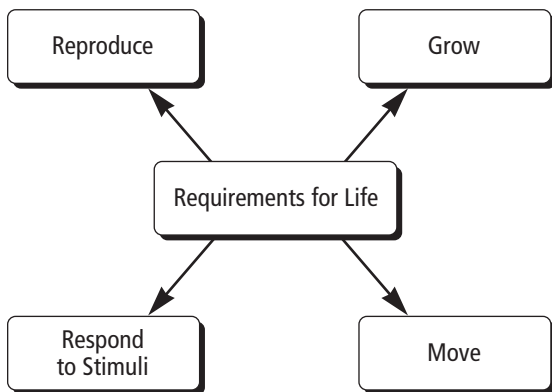 Reproduce
Grow
Requirements for Life
Respond
to Stimuli
Move